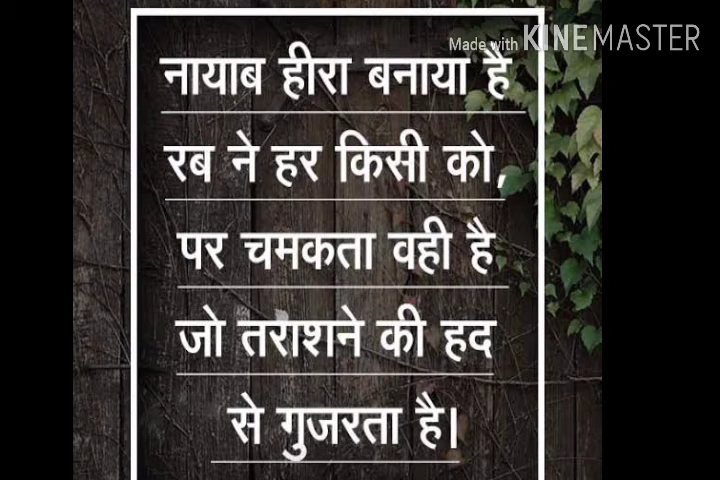 Made with KINEMASTER
नायाब हीरा बनाया है
रब ने हर किसी को,
पर चमकता वही है
जो तराशने की हद
से गुजरता है।